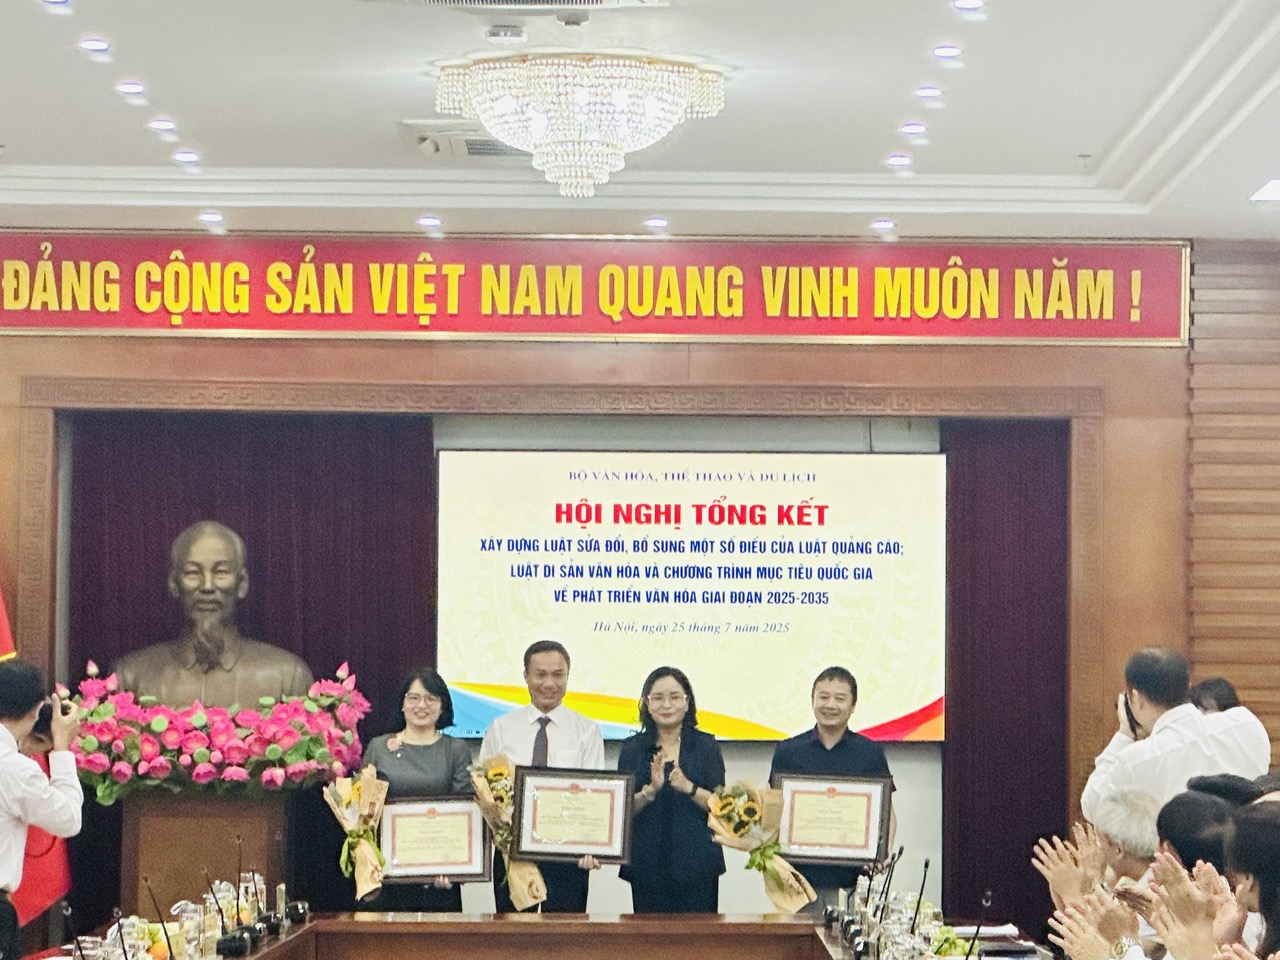 ĐẢNG CỘNG SẢN VIỆT NAM QUANG VINH MUÔN NĂM !
BỘ VĂN HÓA, THỂ THAO VÀ DU LỊCH
HỘI NGHỊ TỔNG KẾT
XÂY DỰNG LUẬT SỬA ĐỔI, BỔ SUNG MỘT SỐ ĐIỀU CỦA LUẬT QUẢNG CÁO;
LUẬT DI SẢN VĂN HÓA VÀ CHƯƠNG TRÌNH MỤC TIÊU QUỐC GIA
VỀ PHÁT TRIỂN VĂN HÓA GIAI ĐOẠN 2025-2035
Hà Nội, ngày 25 tháng 7 năm 2025